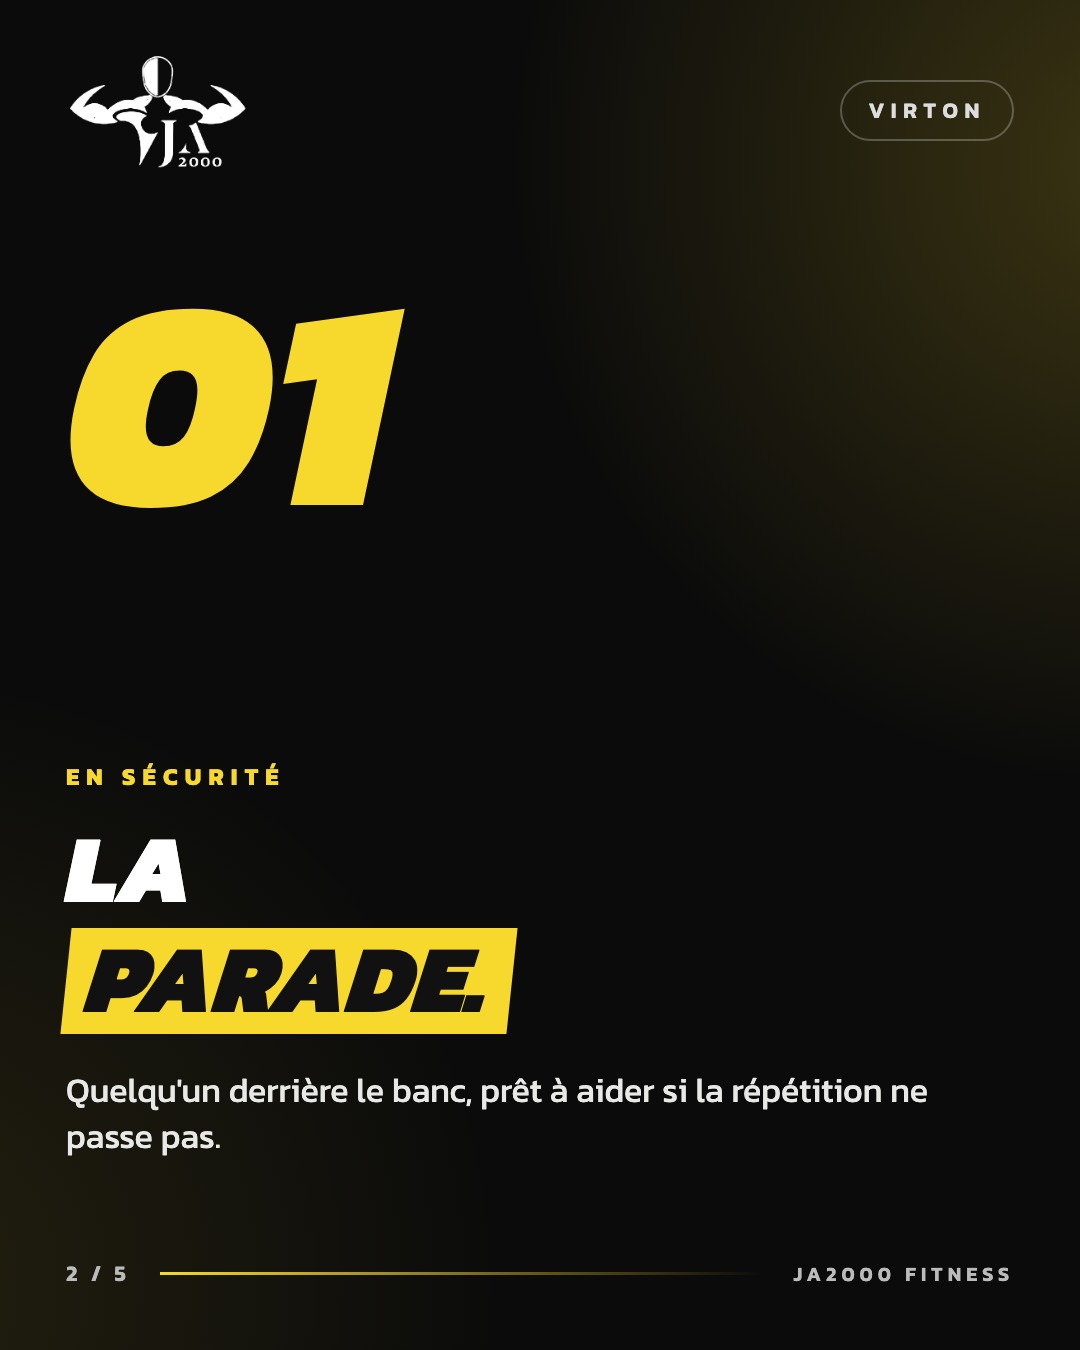 JA
2000
VIRTON
01
EN SÉCURITÉ
LA
PARADE.
Quelqu'un derrière le banc, prêt à aider si la répétition ne
passe pas.
2 / 5
JA2000 FITNESS